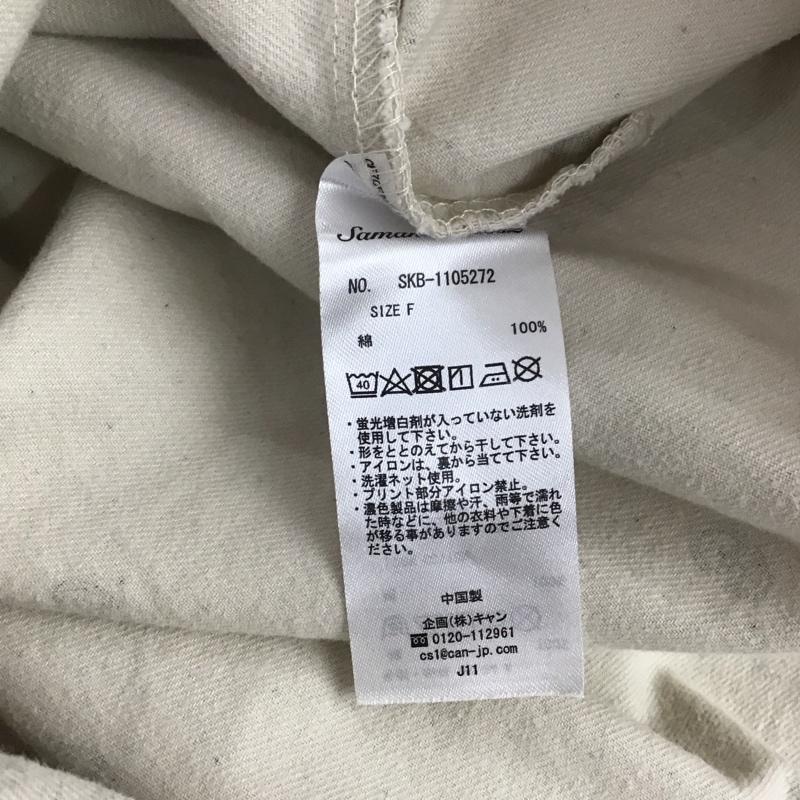 NO. SKB-1105272
SIZE F
綿 100%
40
・蛍光増白剤が入っていない洗剤を
使用して下さい。
・形をととのえてから干して下さい。
・アイロンは、裏から当てて下さい。
・洗濯ネット使用。
・プリント部分アイロン禁止。
・濃色製品は摩擦や汗、雨等で濡れ
た時などに、他の衣料や下着に色
が移る事がありますのでご注意く
ださい。
中国製
企画(株)キャン
0120-112961
cs1@can-jp.com
J11